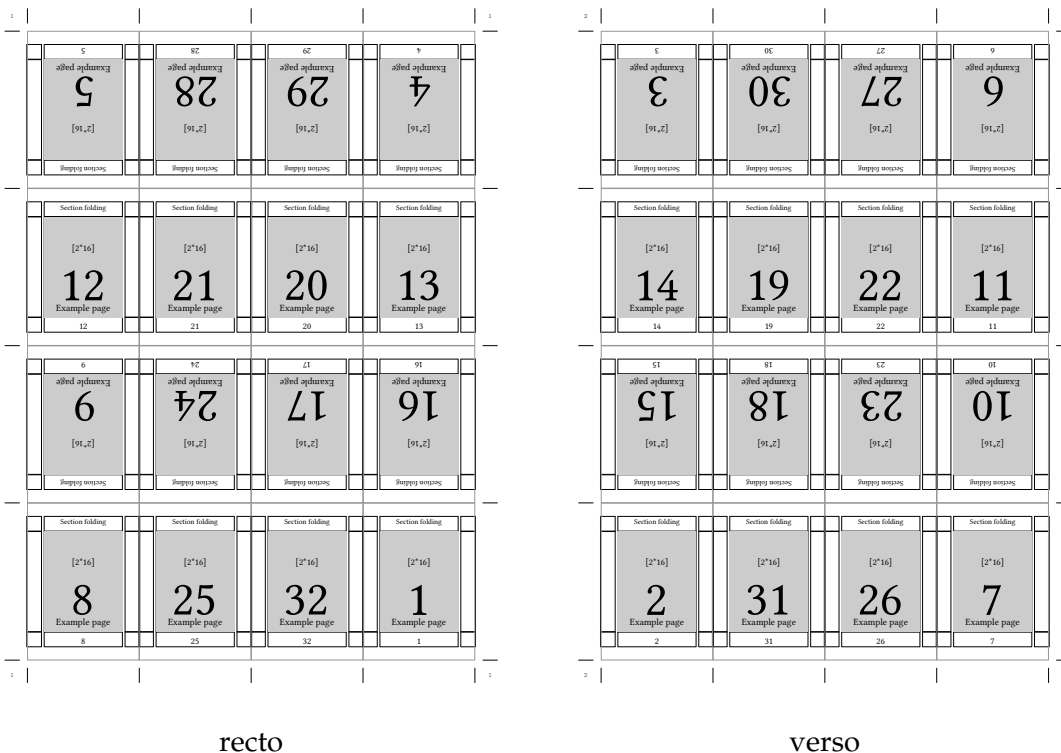 1 1
5 28 29 4
Example page Example page Example page Example page
5 28 29 4
[2*16] [2*16] [2*16] [2*16]
Section folding Section folding Section folding Section folding
Section folding Section folding Section folding Section folding
[2*16] [2*16] [2*16] [2*16]
12 21 20 13
Example page Example page Example page Example page
12 21 20 13
9 24 17 16
Example page Example page Example page Example page
9 24 17 16
[2*16] [2*16] [2*16] [2*16]
Section folding Section folding Section folding Section folding
Section folding Section folding Section folding Section folding
[2*16] [2*16] [2*16] [2*16]
8 25 32 1
Example page Example page Example page Example page
8 25 32 1
1 1
recto
2
3 30 27 6
Example page Example page Example page Example page
3 30 27 6
[2*16] [2*16] [2*16] [2*16]
Section folding Section folding Section folding Section folding
Section folding Section folding Section folding Section folding
[2*16] [2*16] [2*16] [2*16]
14 19 22 11
Example page Example page Example page Example page
14 19 22 11
15 18 23 10
Example page Example page Example page Example page
15 18 23 10
[2*16] [2*16] [2*16] [2*16]
Section folding Section folding Section folding Section folding
Section folding Section folding Section folding Section folding
[2*16] [2*16] [2*16] [2*16]
2 31 26 7
Example page Example page Example page Example page
2 31 26 7
2
verso